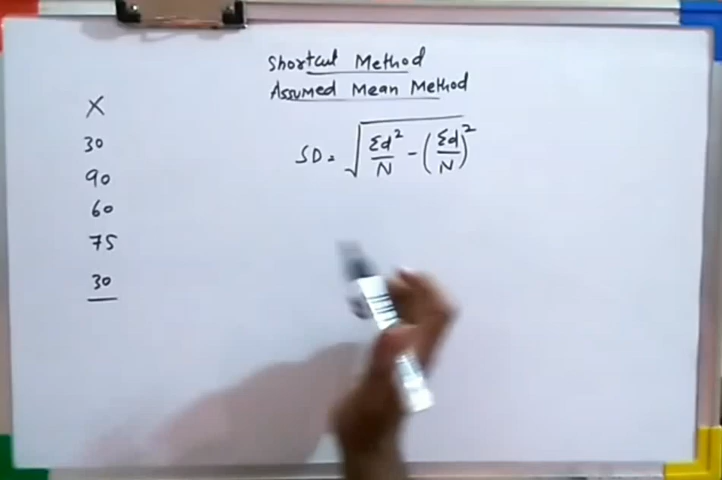 Shortcut Method
Assumed Mean Method
X
30
90
60
75
30
SD = √(Σd²/N - (Σd/N)²)